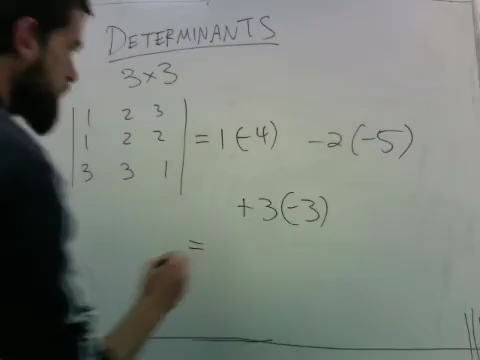 DETERMINANTS
3×3
| 1 2 3 |
| 1 2 2 | = 1(-4) -2(-5)
| 3 3 1 |
+3(-3)
=